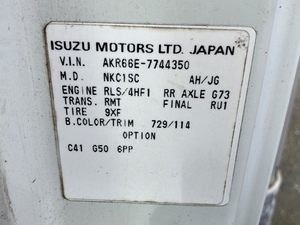 ISUZU MOTORS LTD. JAPAN
V.I.N. AKR66E-7744350
M.D. NKC1SC AH/JG
ENGINE RLS/4HF1 RR AXLE G73
TRANS. RMT FINAL RU1
TIRE 9XF
B.COLOR/TRIM 729/114
OPTION
C41 G50 6PP